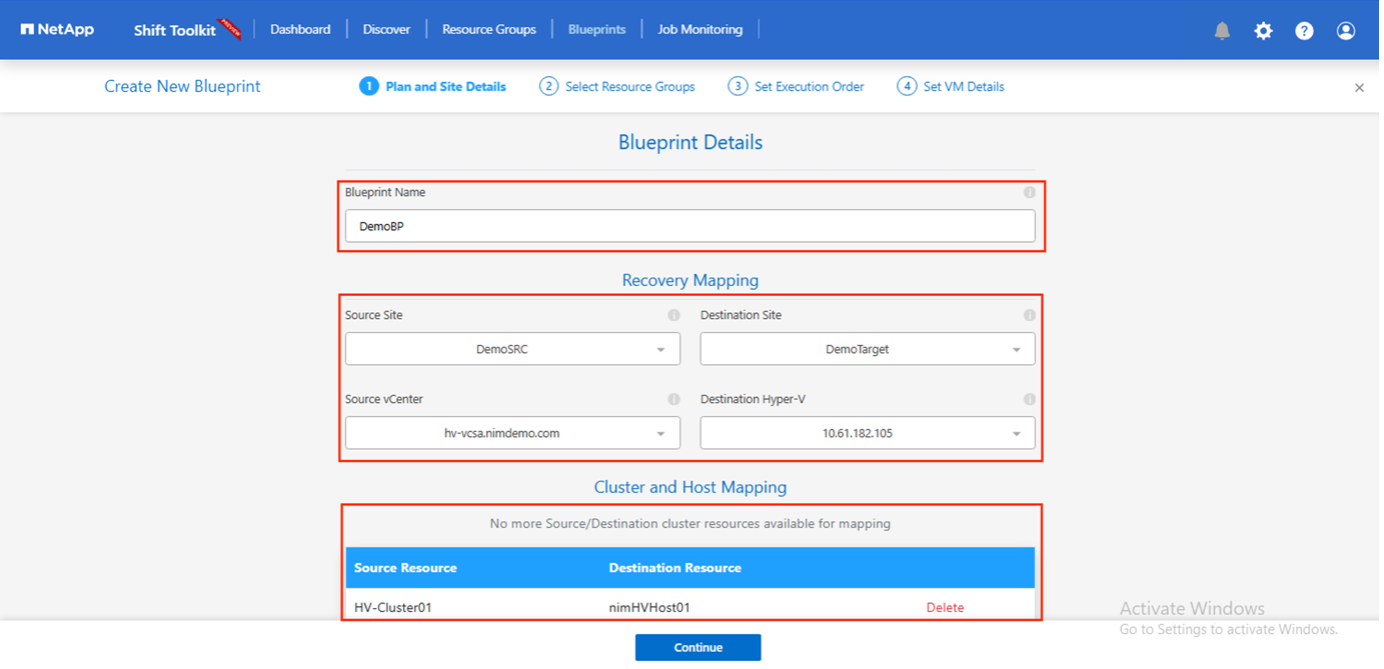 NetApp Shift Toolkit PREVIEW Dashboard Discover Resource Groups Blueprints Job Monitoring
Create New Blueprint 1 Plan and Site Details 2 Select Resource Groups 3 Set Execution Order 4 Set VM Details
Blueprint Details
Blueprint Name
DemoBP
Recovery Mapping
Source Site Destination Site
DemoSRC DemoTarget
Source vCenter Destination Hyper-V
hv-vcsa.nimdemo.com 10.61.182.105
Cluster and Host Mapping
No more Source/Destination cluster resources available for mapping
Source Resource Destination Resource
HV-Cluster01 nimHVHost01 Delete
Activate Windows
Go to Settings to activate Windows.
Continue